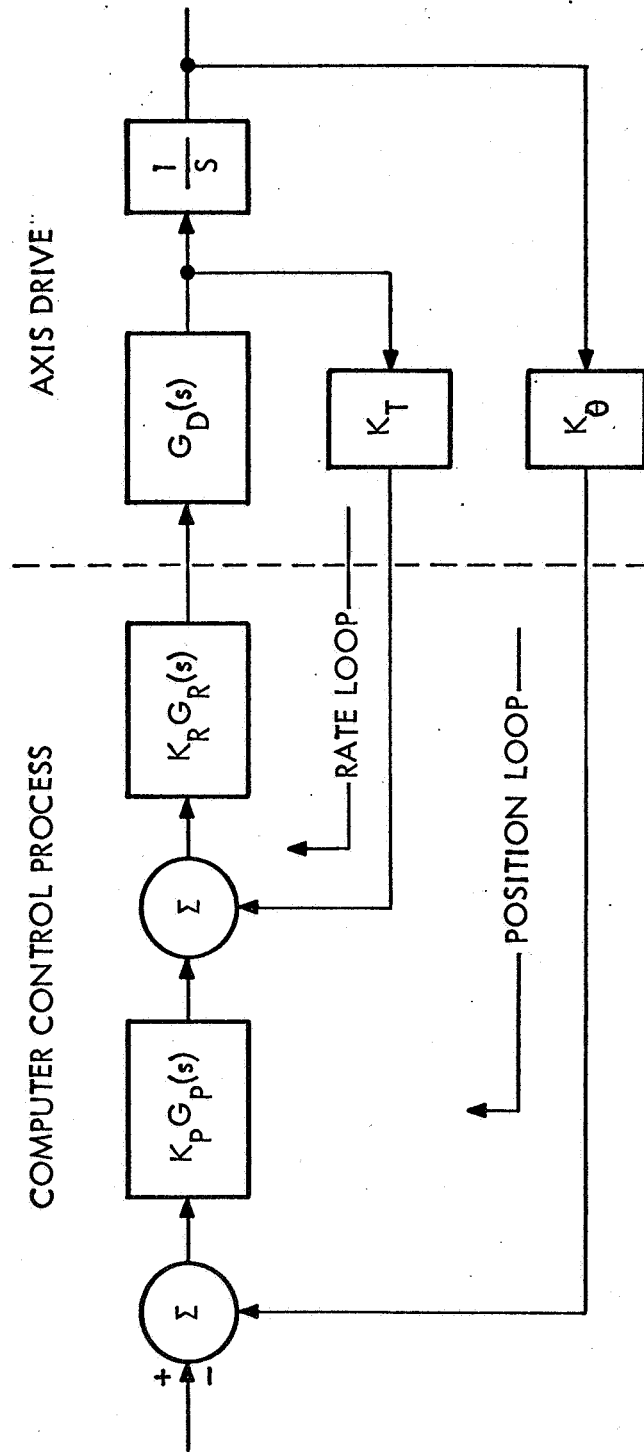 COMPUTER CONTROL PROCESS
AXIS DRIVE
+
−
Σ
K_P G_P(s)
Σ
K_R G_R(s)
G_D(s)
1
S
RATE LOOP
K_T
POSITION LOOP
K_θ